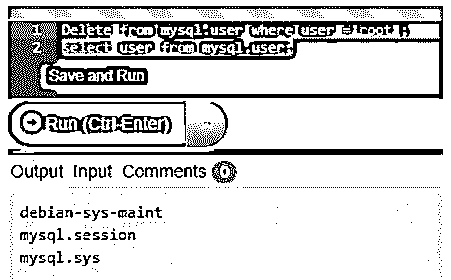 1 Delete from mysql.user where user ='root';
2 select user from mysql.user;
Save and Run
Run (Ctrl-Enter)
Output Input Comments 0
debian-sys-maint
mysql.session
mysql.sys